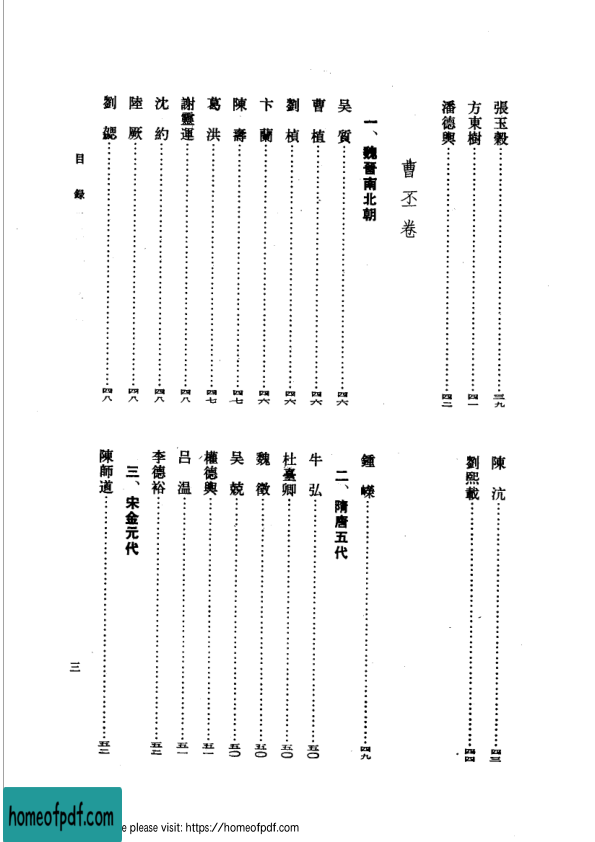 張玉穀…………三九
方東樹…………四一
潘德輿…………四二
陳沆…………四三
劉熙載…………四四
曹丕卷
一、魏晉南北朝
吳質…………四六
曹植…………四六
劉楨…………四六
卞蘭…………四六
陳壽…………四七
葛洪…………四七
謝靈運…………四八
沈約…………四八
陸厥…………四八
劉勰…………四八
鍾嶸…………四九
二、隋唐五代
牛弘…………五〇
杜臺卿…………五〇
魏徵…………五〇
吳兢…………五〇
權德輿…………五一
呂温…………五一
李德裕…………五二
三、宋金元代
陳師道…………五二
目錄
三
homeofpdf.com
e please visit: https://homeofpdf.com